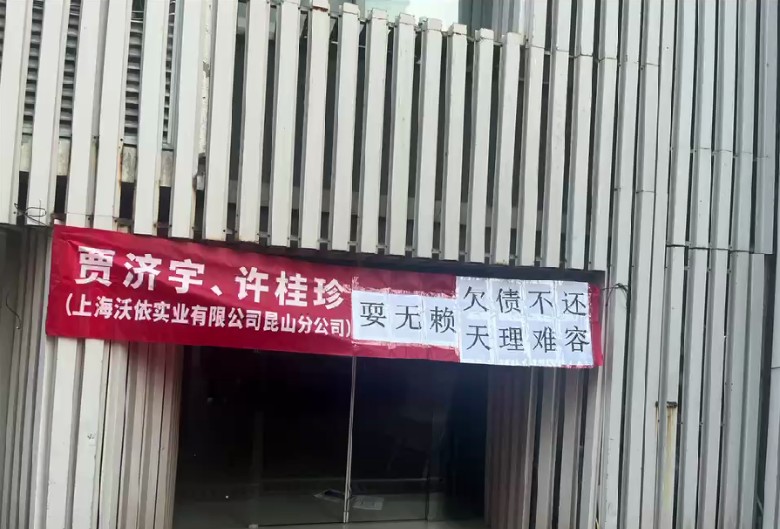 贾济宇、许桂珍
(上海沃依实业有限公司昆山分公司)
耍无赖
欠债不还
天理难容